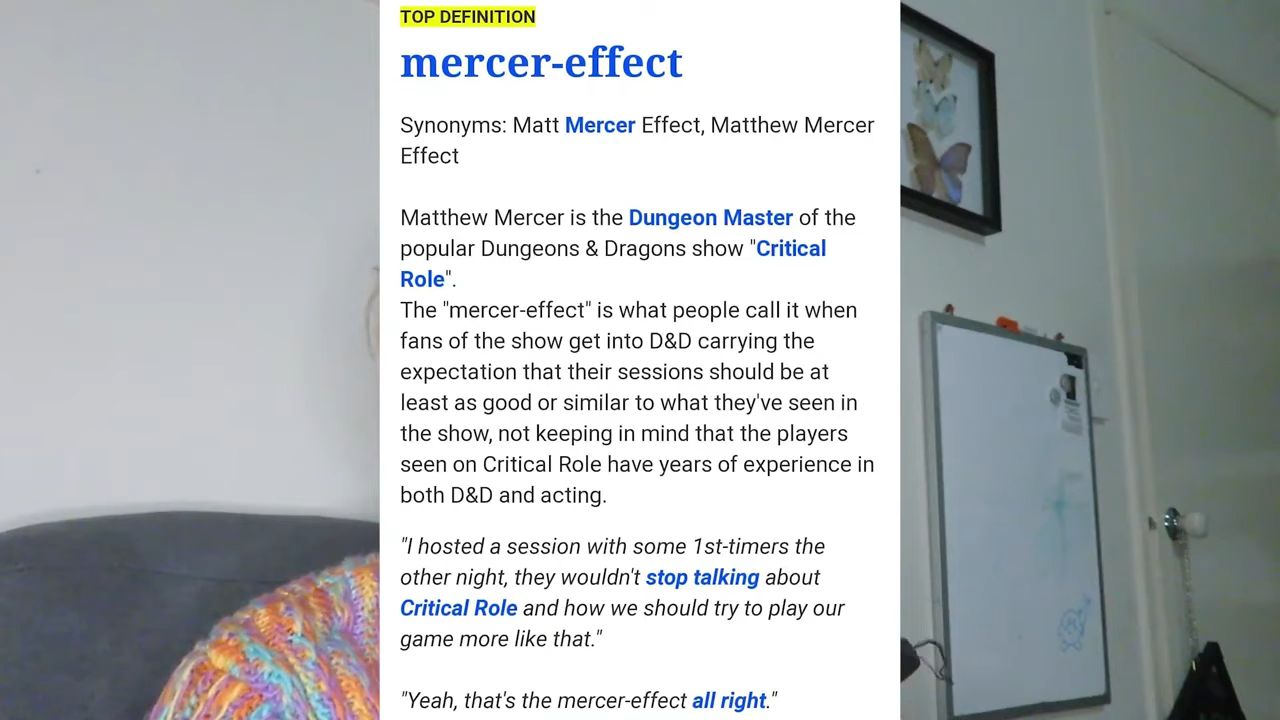 TOP DEFINITION
mercer-effect
Synonyms: Matt Mercer Effect, Matthew Mercer
Effect
Matthew Mercer is the Dungeon Master of the
popular Dungeons & Dragons show "Critical
Role".
The "mercer-effect" is what people call it when
fans of the show get into D&D carrying the
expectation that their sessions should be at
least as good or similar to what they've seen in
the show, not keeping in mind that the players
seen on Critical Role have years of experience in
both D&D and acting.
"I hosted a session with some 1st-timers the
other night, they wouldn't stop talking about
Critical Role and how we should try to play our
game more like that."
"Yeah, that's the mercer-effect all right."